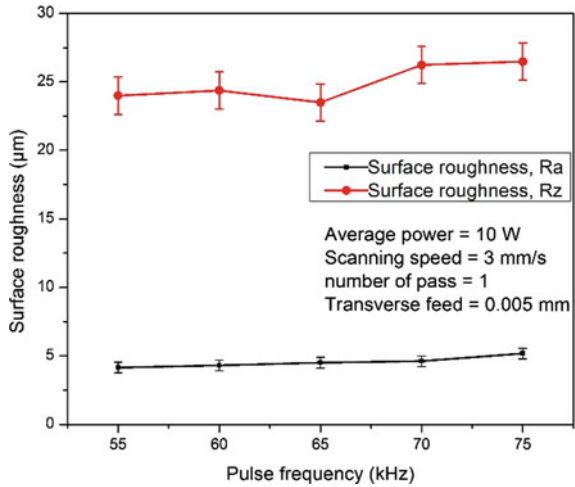 30
25
20
15
10
5
0
Surface roughness (µm)
Surface roughness, Ra
Surface roughness, Rz
Average power = 10 W
Scanning speed = 3 mm/s
number of pass = 1
Transverse feed = 0.005 mm
55 60 65 70 75
Pulse frequency (kHz)